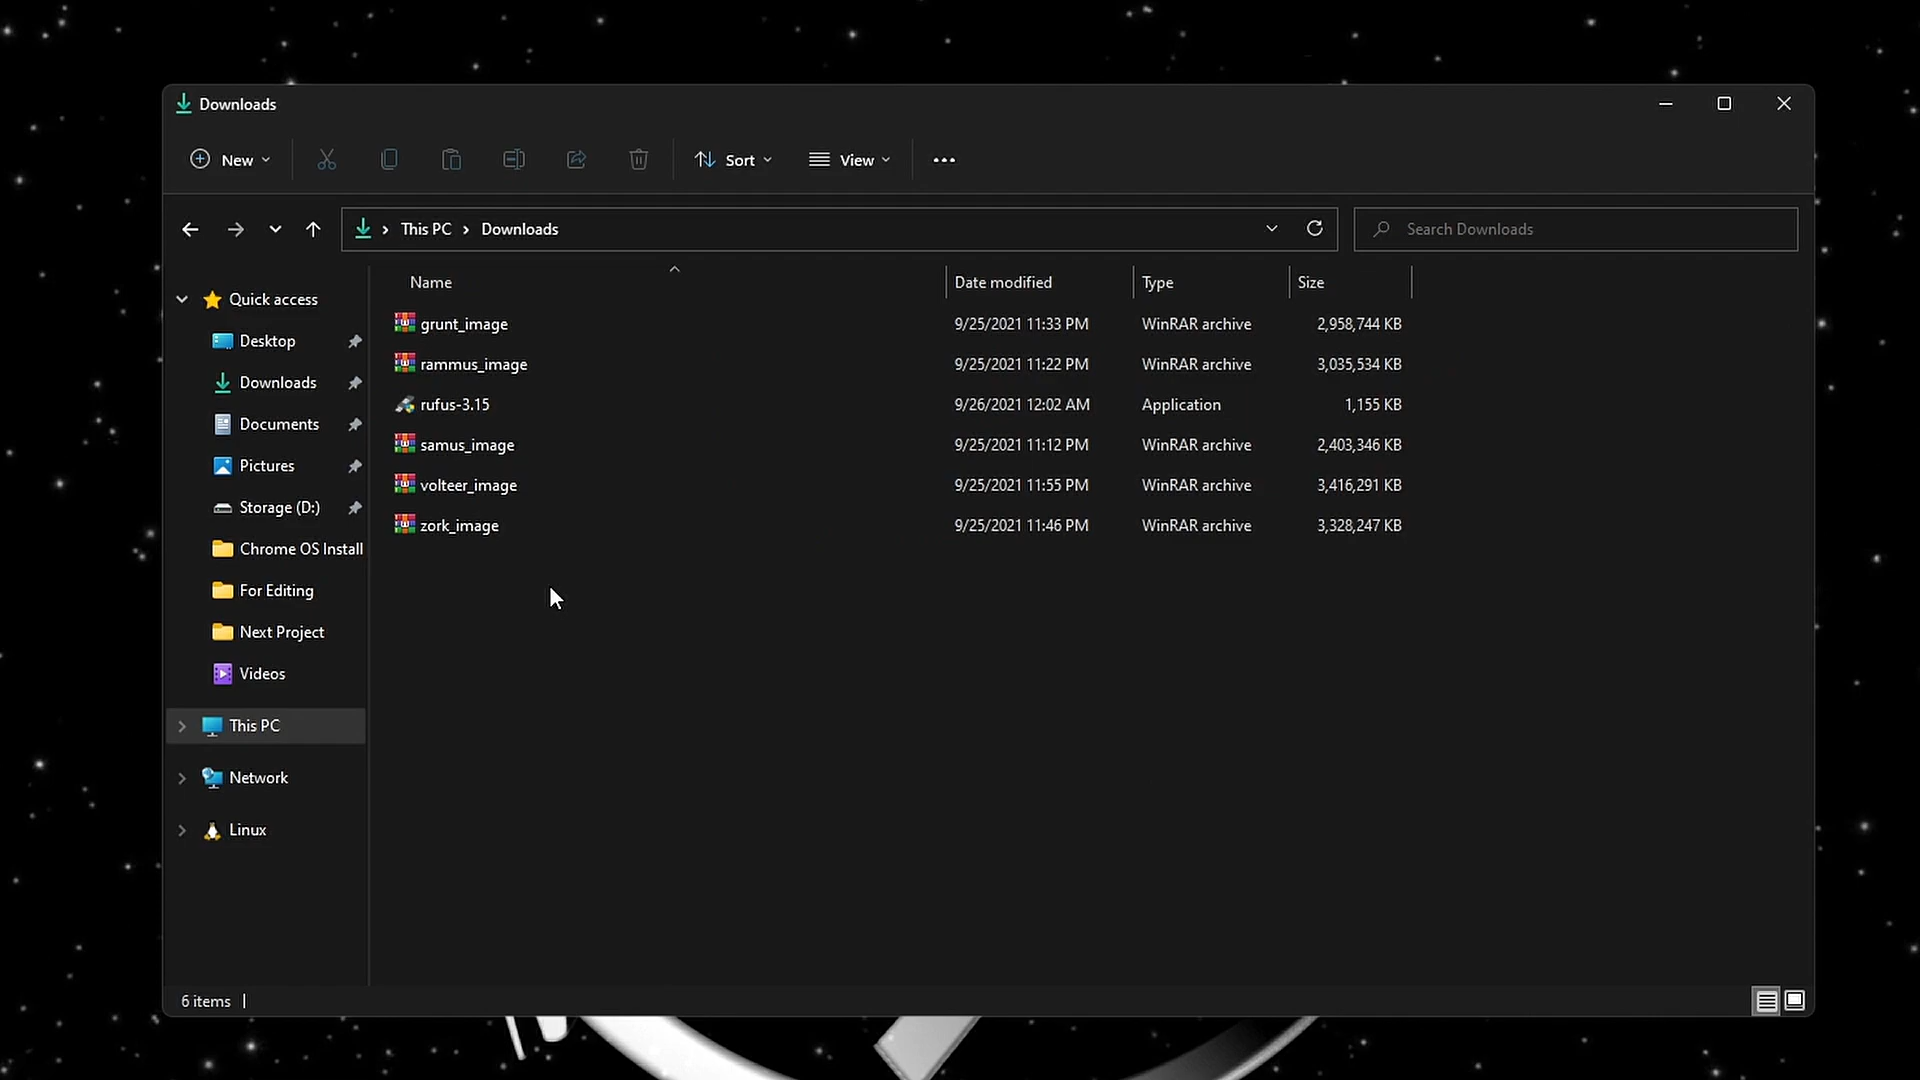 Downloads
New
Sort
View
This PC > Downloads
Search Downloads
Name Date modified Type Size
grunt_image 9/25/2021 11:33 PM WinRAR archive 2,958,744 KB
rammus_image 9/25/2021 11:22 PM WinRAR archive 3,035,534 KB
rufus-3.15 9/26/2021 12:02 AM Application 1,155 KB
samus_image 9/25/2021 11:12 PM WinRAR archive 2,403,346 KB
volteer_image 9/25/2021 11:55 PM WinRAR archive 3,416,291 KB
zork_image 9/25/2021 11:46 PM WinRAR archive 3,328,247 KB
Quick access
Desktop
Downloads
Documents
Pictures
Storage (D:)
Chrome OS Install
For Editing
Next Project
Videos
This PC
Network
Linux
6 items